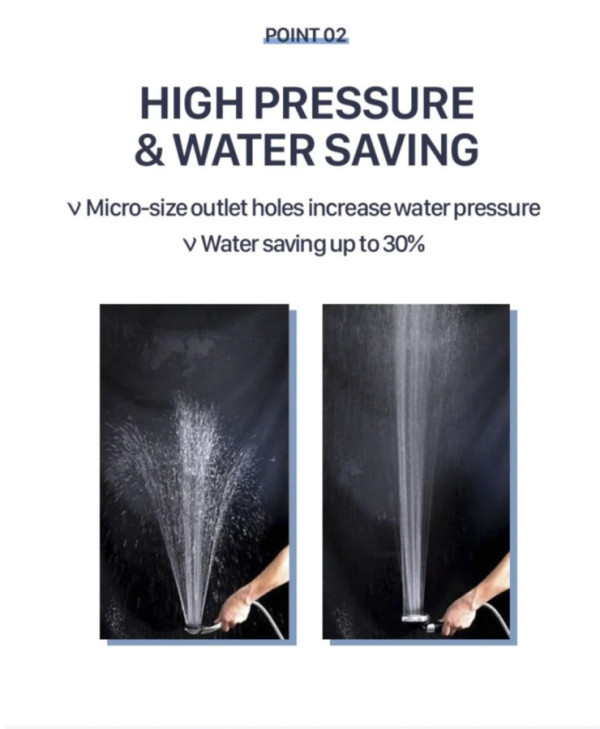 POINT 02
HIGH PRESSURE
& WATER SAVING
ν Micro-size outlet holes increase water pressure
ν Water saving up to 30%